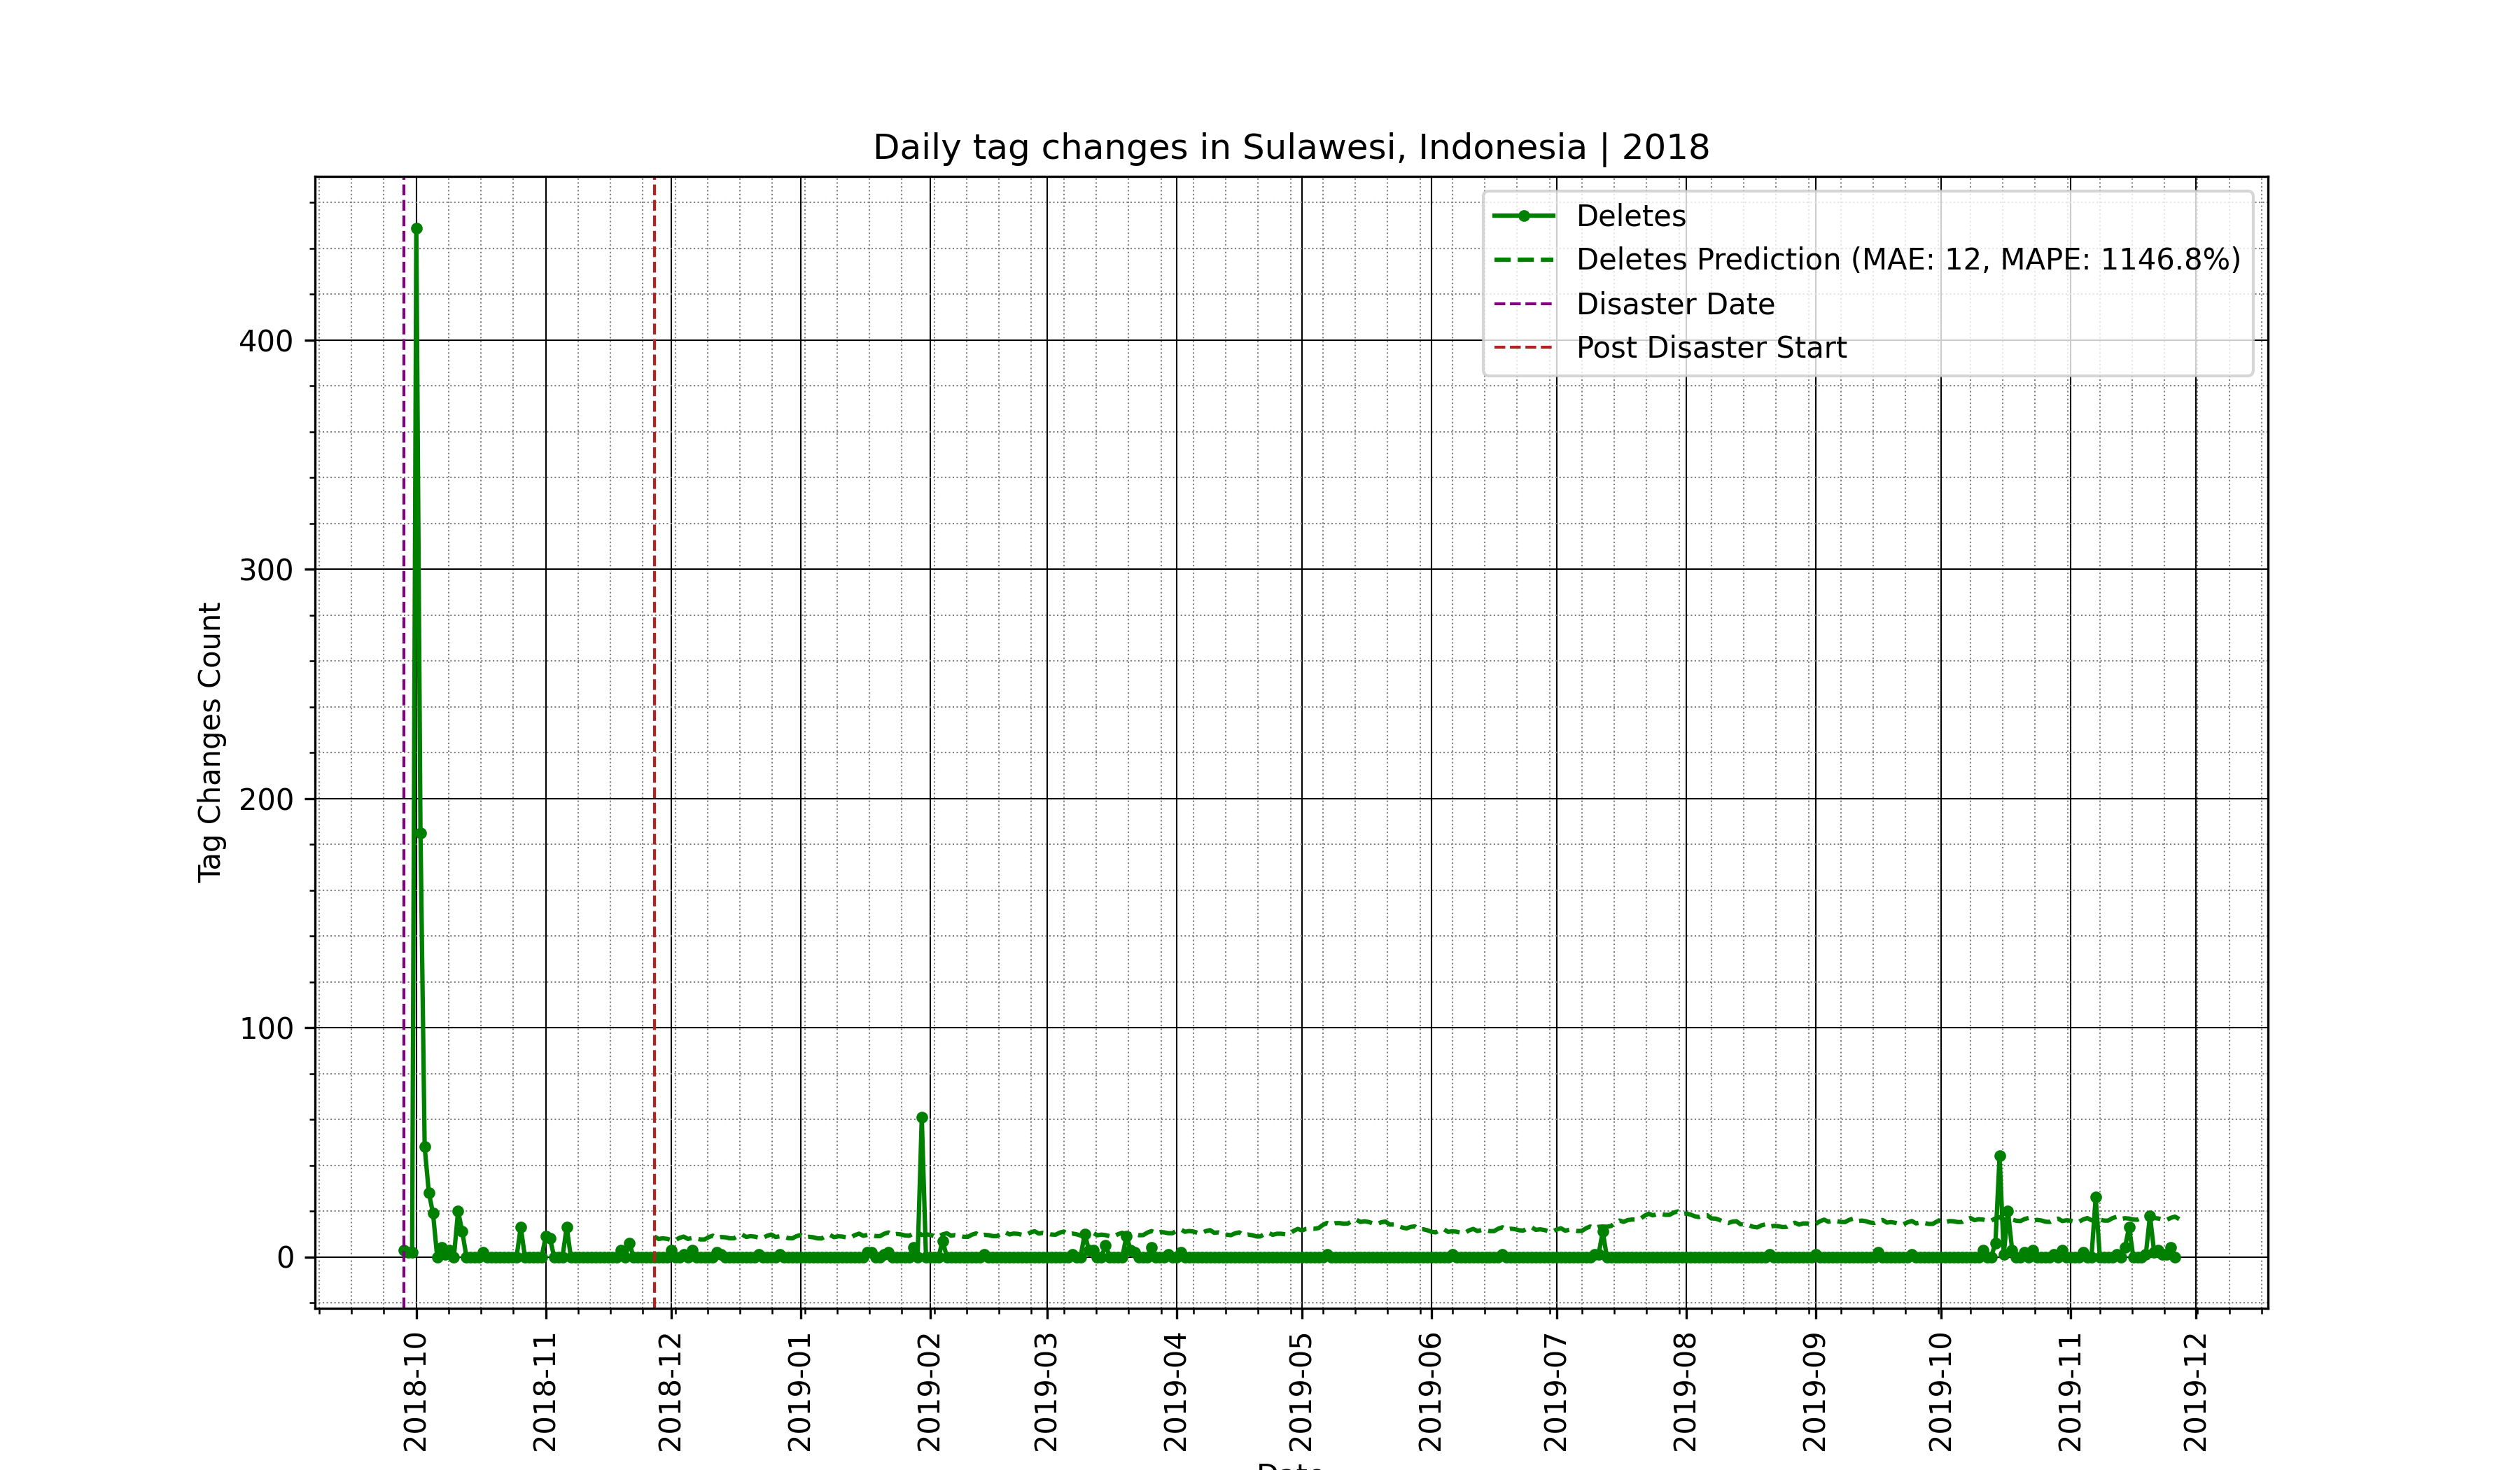 Daily tag changes in Sulawesi, Indonesia | 2018
Deletes
Deletes Prediction (MAE: 12, MAPE: 1146.8%)
Disaster Date
Post Disaster Start
Tag Changes Count
400
300
200
100
0
2018-10
2018-11
2018-12
2019-01
2019-02
2019-03
2019-04
2019-05
2019-06
2019-07
2019-08
2019-09
2019-10
2019-11
2019-12
Date